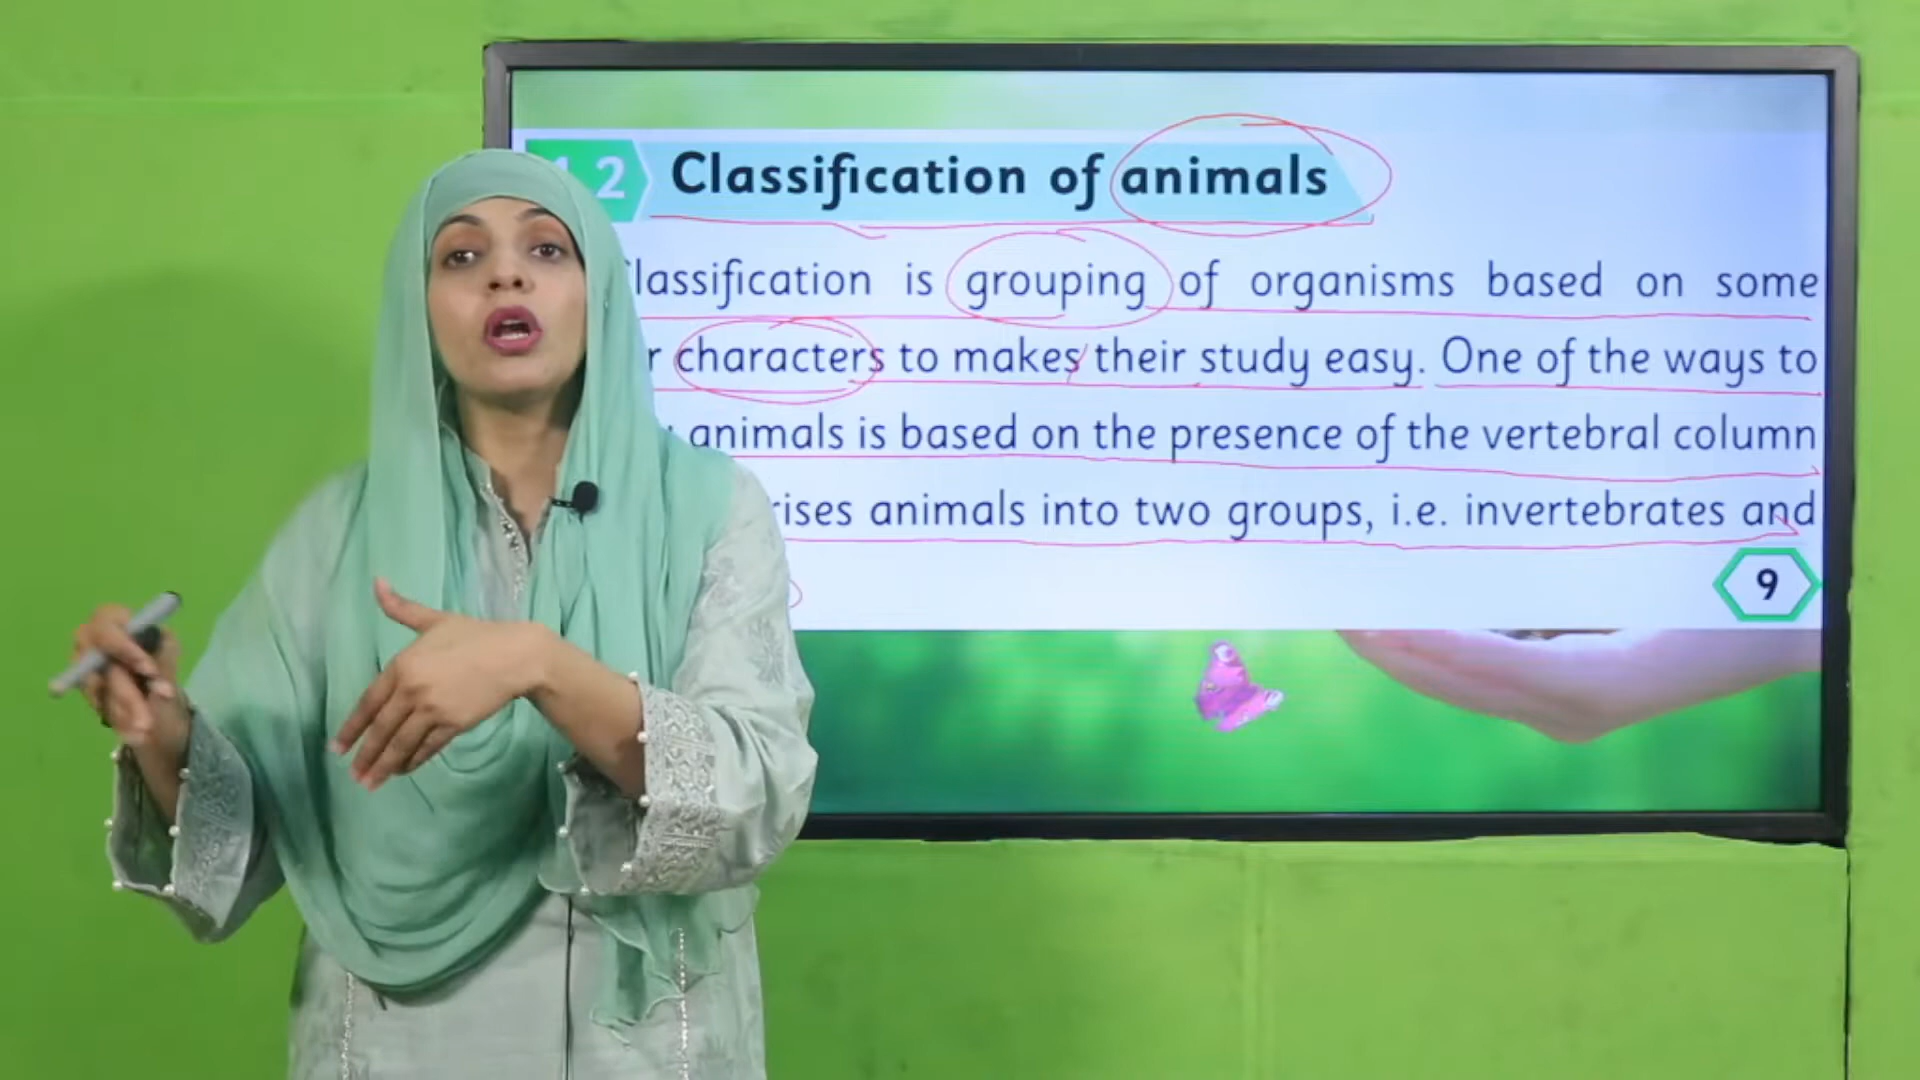 2 Classification of animals
lassification is grouping of organisms based on some
r characters to makes their study easy. One of the ways to
animals is based on the presence of the vertebral column
rises animals into two groups, i.e. invertebrates and
9